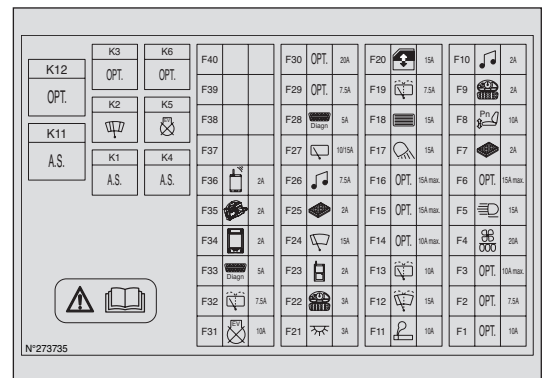 K12
OPT.
K11
A.S.
K3
OPT.
K6
OPT.
K2
K5
EV
K1
A.S.
K4
A.S.
F40
F39
F38
F37
F36 2A
F35 2A
F34 2A
F33 Diagn 5A
F32 7.5A
F31 EV 10A
F30 OPT. 20A
F29 OPT. 7.5A
F28 Diagn 5A
F27 10/15A
F26 7.5A
F25 2A
F24 15A
F23 2A
F22 3A
F21 3A
F20 15A
F19 7.5A
F18 15A
F17 15A
F16 OPT. 15A max.
F15 OPT. 15A max.
F14 OPT. 10A max.
F13 10A
F12 15A
F11 10A
F10 2A
F9 2A
F8 Pn 10A
F7 2A
F6 OPT. 15A max.
F5 15A
F4 20A
F3 OPT. 10A max.
F2 OPT. 7.5A
F1 OPT. 10A
N°273735